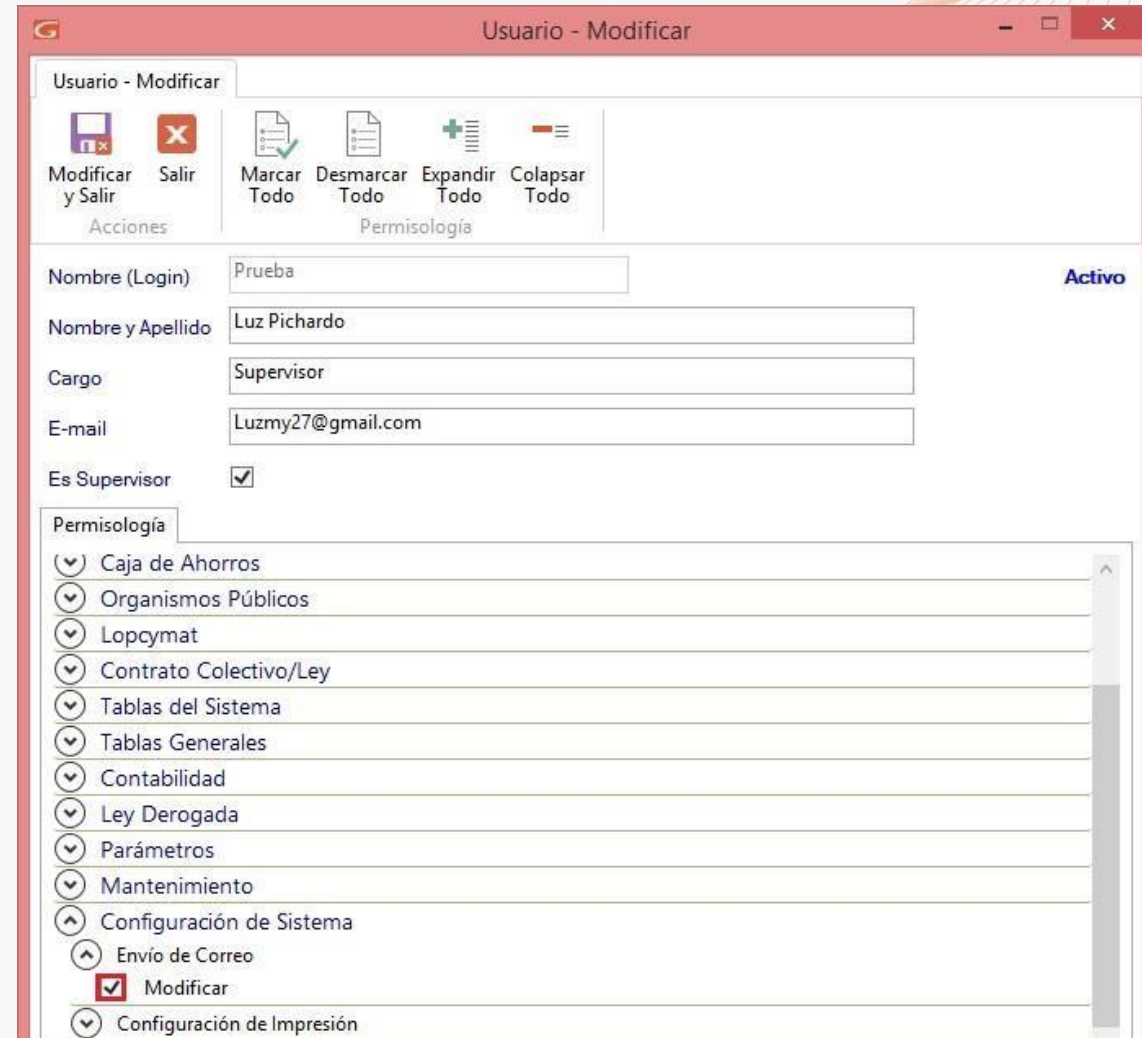 Usuario - Modificar
Usuario - Modificar
Modificar y Salir
Salir
Marcar Todo
Desmarcar Todo
Expandir Todo
Colapsar Todo
Acciones
Permisología
Nombre (Login) Prueba Activo
Nombre y Apellido Luz Pichardo
Cargo Supervisor
E-mail Luzmy27@gmail.com
Es Supervisor
Permisología
Caja de Ahorros
Organismos Públicos
Lopcymat
Contrato Colectivo/Ley
Tablas del Sistema
Tablas Generales
Contabilidad
Ley Derogada
Parámetros
Mantenimiento
Configuración de Sistema
Envío de Correo
Modificar
Configuración de Impresión